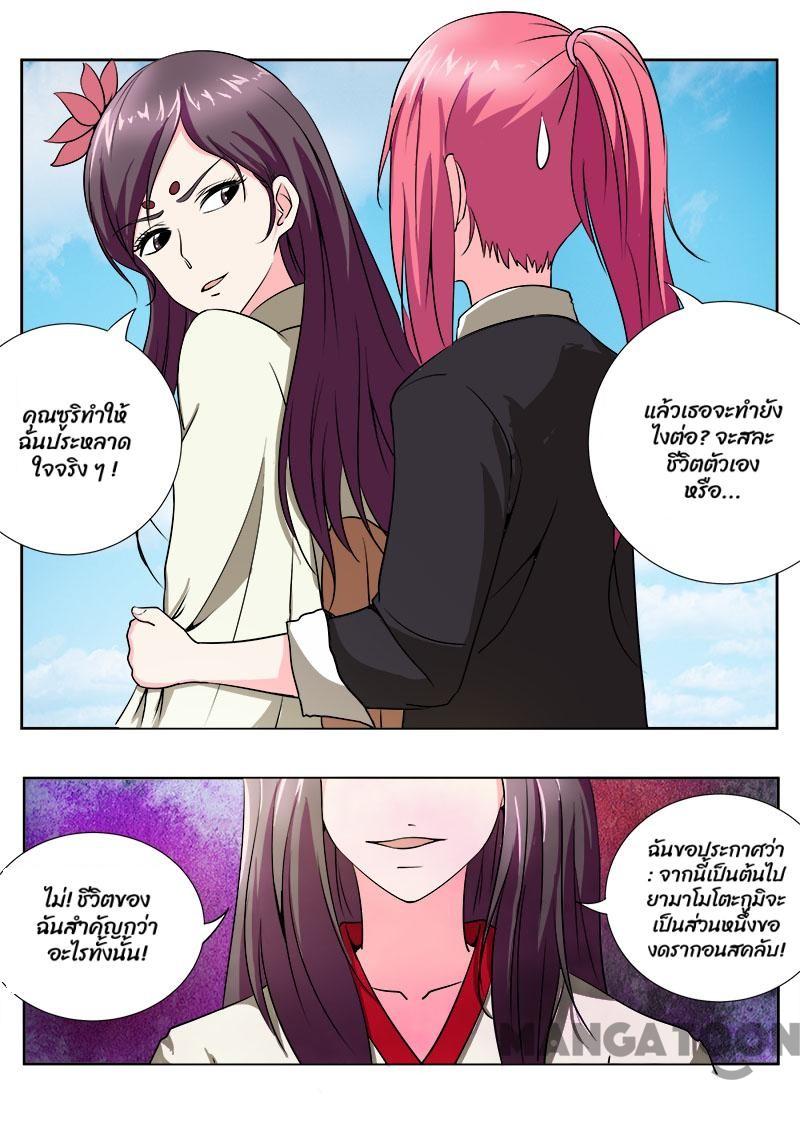 คุณซูริทำให้
ฉันประหลาด
ใจจริง ๆ !
แล้วเธอจะทำยัง
ไงต่อ? จะสละ
ชีวิตตัวเอง
หรือ...
ไม่! ชีวิตของ
ฉันสำคัญกว่า
อะไรทั้งนั้น!
ฉันขอประกาศว่า
: จากนี้เป็นต้นไป
ยามาโมโตะกูมิจะ
เป็นส่วนหนึ่งขอ
งดรากอนสคลับ!
MANGA TOON